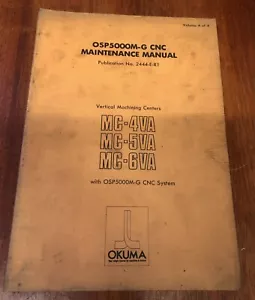 OSP5000M-G CNC
MAINTENANCE MANUAL
Publication No. 2444-E-R1
Vertical Machining Centers
MC-4VA
MC-5VA
MC-6VA
with OSP5000M-G CNC System
OKUMA